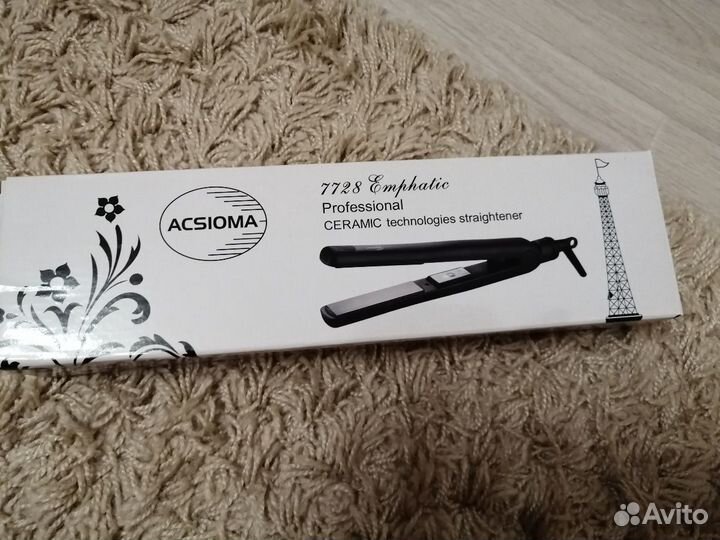 ACSIOMA
7728 Emphatic
Professional
CERAMIC technologies straightener
Avito